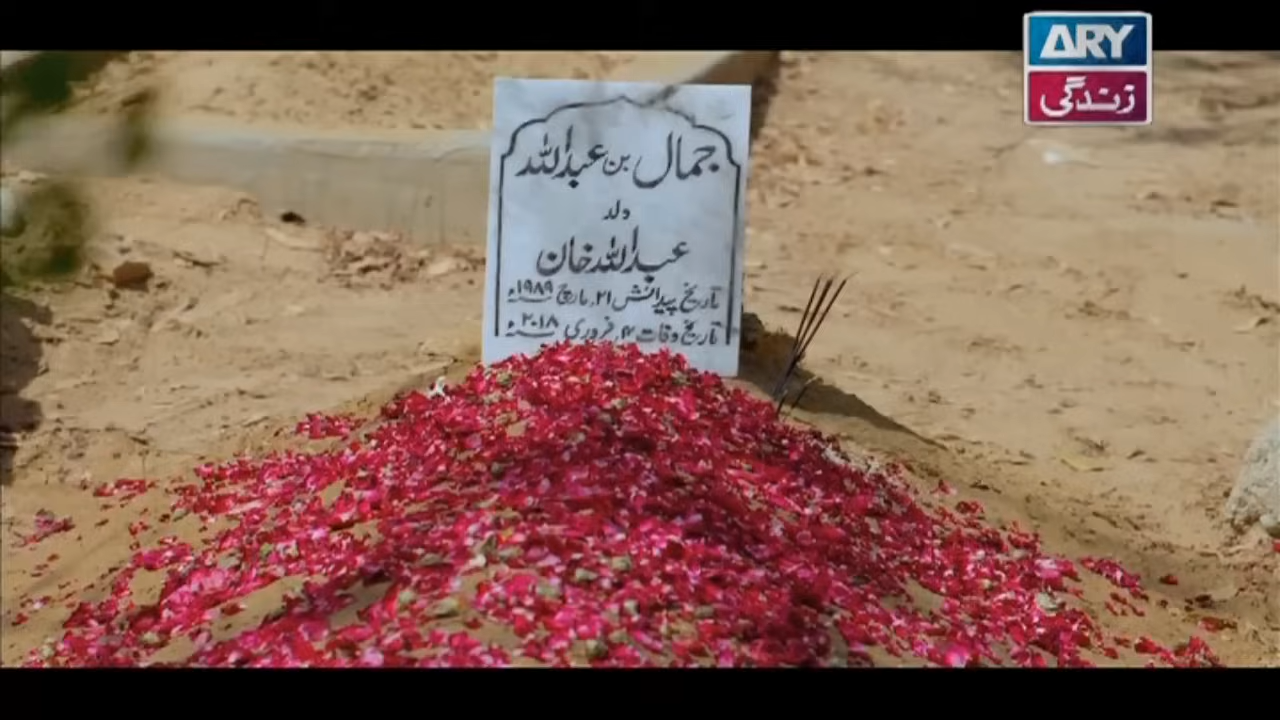 ARY
زندگی
جمال بن عبداللہ
ولد
عبداللہ خان
تاریخ پیدائش ۲۱ مارچ ۱۹۸۹ء
تاریخ وفات ۴ فروری ۲۰۱۸ء